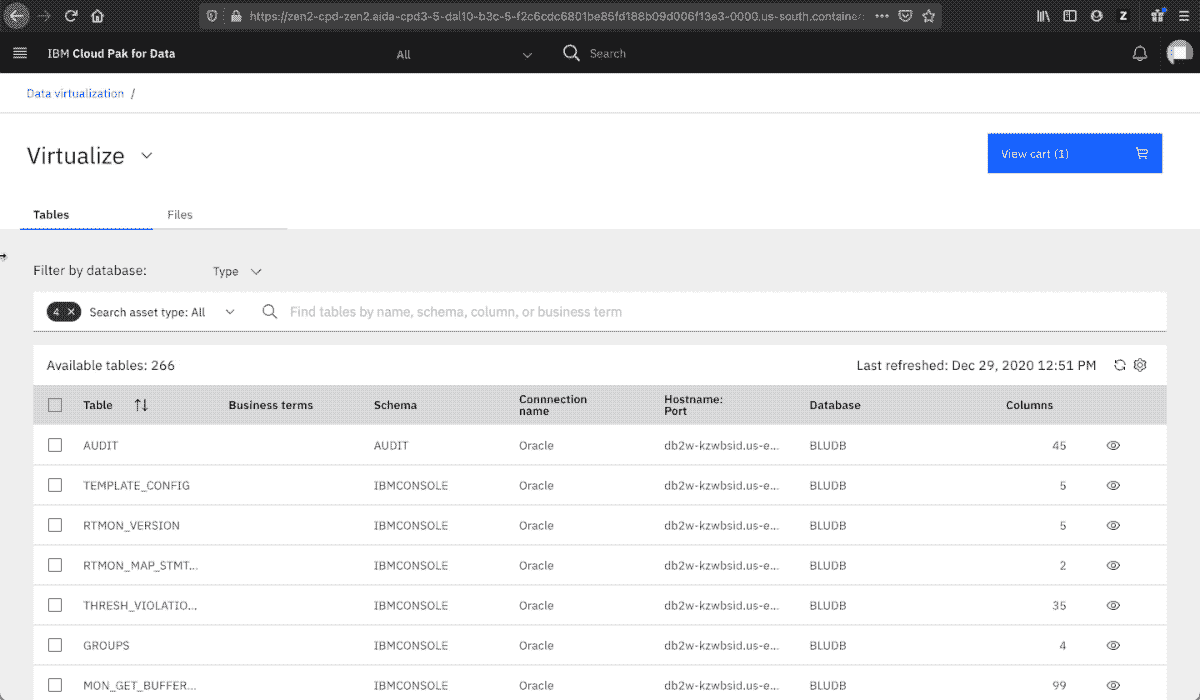 https://zen2-cpd-zen2.aida-cpd3-5-dal10-b3c-5-f2c6cdc6801be85fd188b09d006f13e3-0000.us-south.container:
Z
IBM Cloud Pak for Data
All
Search
Data virtualization /
Virtualize
View cart (1)
Tables
Files
Filter by database:
Type
4 ×
Search asset type: All
Find tables by name, schema, column, or business term
Available tables: 266
Last refreshed: Dec 29, 2020 12:51 PM
Table Business terms Schema Connnection name Hostname: Port Database Columns
AUDIT AUDIT Oracle db2w-kzwbsid.us-e... BLUDB 45
TEMPLATE_CONFIG IBMCONSOLE Oracle db2w-kzwbsid.us-e... BLUDB 5
RTMON_VERSION IBMCONSOLE Oracle db2w-kzwbsid.us-e... BLUDB 5
RTMON_MAP_STMT... IBMCONSOLE Oracle db2w-kzwbsid.us-e... BLUDB 2
THRESH_VIOLATIO... IBMCONSOLE Oracle db2w-kzwbsid.us-e... BLUDB 35
GROUPS IBMCONSOLE Oracle db2w-kzwbsid.us-e... BLUDB 4
MON_GET_BUFFER... IBMCONSOLE Oracle db2w-kzwbsid.us-e... BLUDB 99